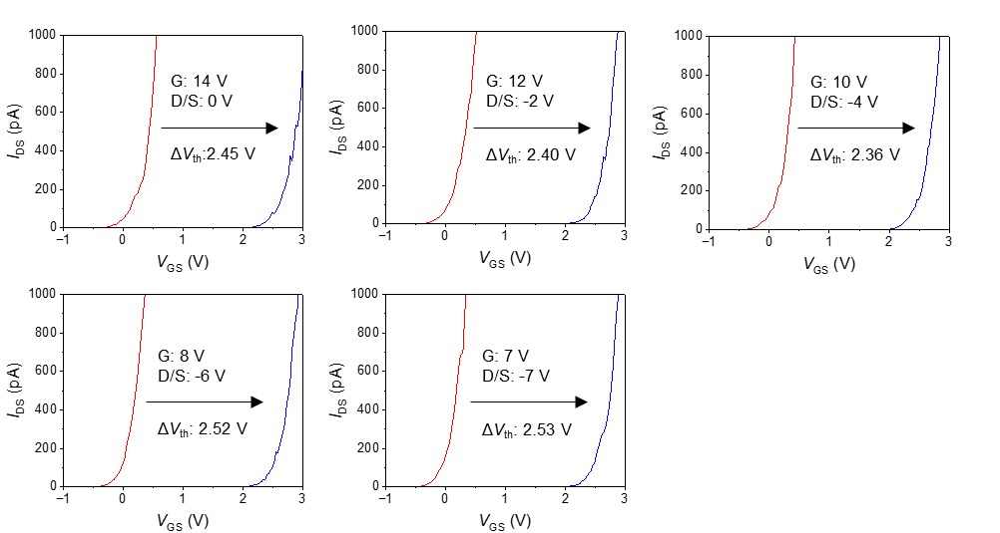 1000
800
600
400
200
0
−1
0
1
2
3
IDS (pA)
VGS (V)
G: 14 V
D/S: 0 V
ΔVth:2.45 V
1000
800
600
400
200
0
−1
0
1
2
3
IDS (pA)
VGS (V)
G: 12 V
D/S: -2 V
ΔVth: 2.40 V
1000
800
600
400
200
0
−1
0
1
2
3
IDS (pA)
VGS (V)
G: 10 V
D/S: -4 V
ΔVth: 2.36 V
1000
800
600
400
200
0
−1
0
1
2
3
IDS (pA)
VGS (V)
G: 8 V
D/S: -6 V
ΔVth: 2.52 V
1000
800
600
400
200
0
−1
0
1
2
3
IDS (pA)
VGS (V)
G: 7 V
D/S: -7 V
ΔVth: 2.53 V